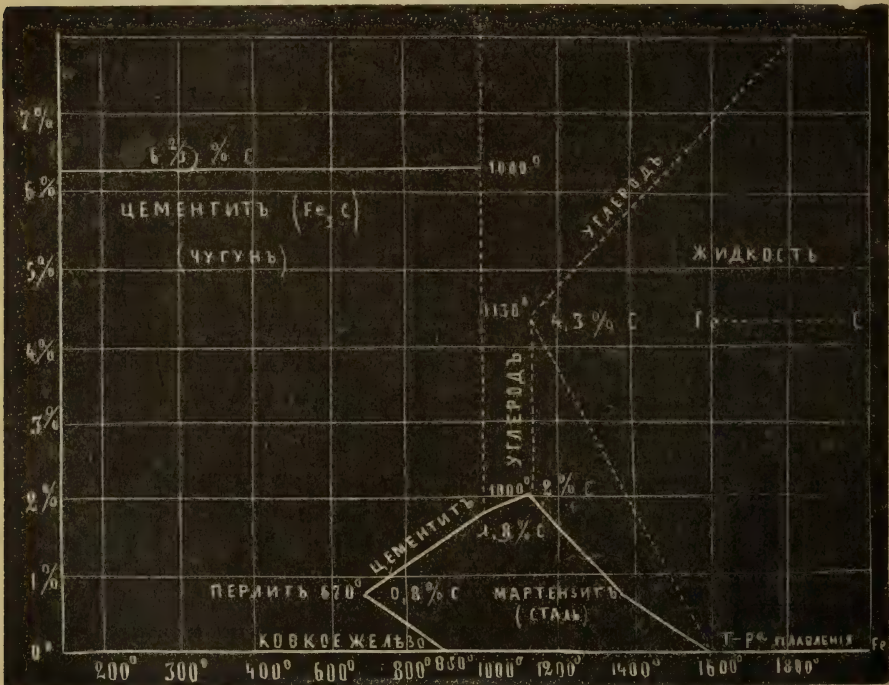 7%
6 2/3 % C
1000°
6%
УГЛЕРОДЪ
ЦЕМЕНТИТЪ (Fe3C)
(ЧУГУНЪ)
ЖИДКОСТЬ
5%
1130°
4,3% C
Fe C
4%
УГЛЕРОДЪ
3%
2%
1000° 2% C
ЦЕМЕНТИТЪ
1,8% C
1%
ПЕРЛИТЪ 670° 0,8% C МАРТЕНЗИТЪ
(СТАЛЬ)
КОВКОЕ ЖЕЛѢЗО
Т-ра ПЛАВЛЕНІЯ Fe
0°
200° 300° 400° 600° 800° 850° 1000° 1200° 1400° 1600° 1800°